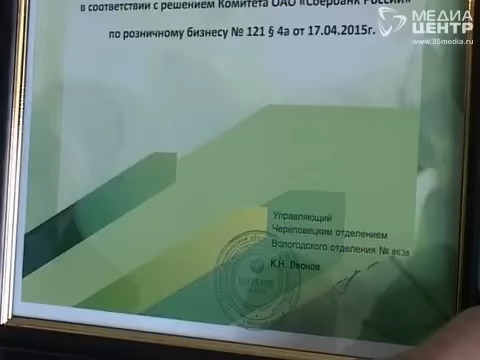 в соответствии с решением Комитета ОАО «Сбербанк России»
по розничному бизнесу № 121 § 4а от 17.04.2015г.
МЕДИА
ЦЕНТР
www.35media.ru
Управляющий
Череповецким отделением
Вологодского отделения № 8638
К.Н. Леонов